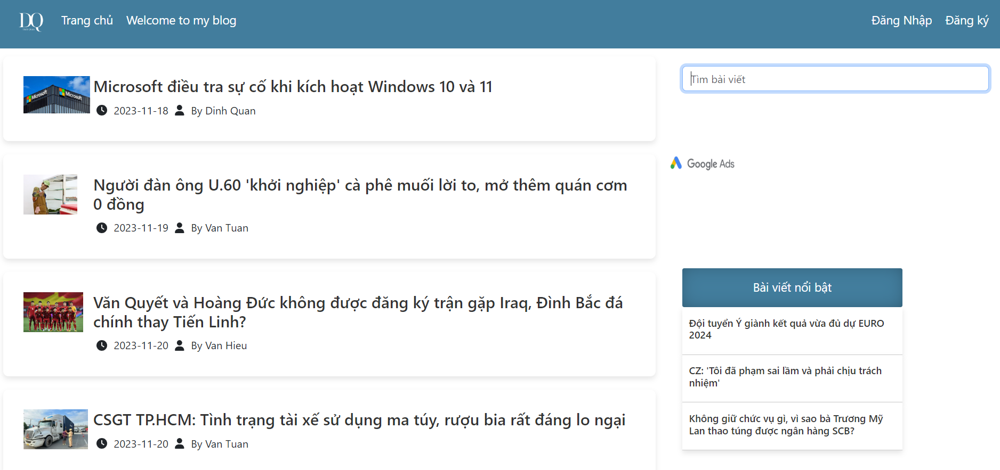 DQ
Trang chủ
Welcome to my blog
Đăng Nhập
Đăng ký
Microsoft
Microsoft
Microsoft điều tra sự cố khi kích hoạt Windows 10 và 11
2023-11-18 By Dinh Quan
Người đàn ông U.60 'khởi nghiệp' cà phê muối lời to, mở thêm quán cơm
0 đồng
2023-11-19 By Van Tuan
Văn Quyết và Hoàng Đức không được đăng ký trận gặp Iraq, Đình Bắc đá
chính thay Tiến Linh?
2023-11-20 By Van Hieu
CSGT TP.HCM: Tình trạng tài xế sử dụng ma túy, rượu bia rất đáng lo ngại
2023-11-20 By Van Tuan
Tìm bài viết
Google Ads
Bài viết nổi bật
Đội tuyển Ý giành kết quả vừa đủ dự EURO
2024
CZ: 'Tôi đã phạm sai lầm và phải chịu trách
nhiệm'
Không giữ chức vụ gì, vì sao bà Trương Mỹ
Lan thao túng được ngân hàng SCB?